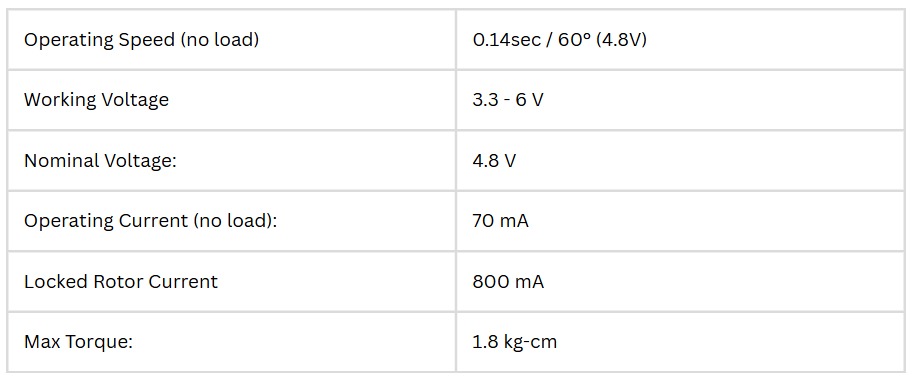 Operating Speed (no load) 0.14sec / 60° (4.8V)
Working Voltage 3.3 - 6 V
Nominal Voltage: 4.8 V
Operating Current (no load): 70 mA
Locked Rotor Current 800 mA
Max Torque: 1.8 kg-cm